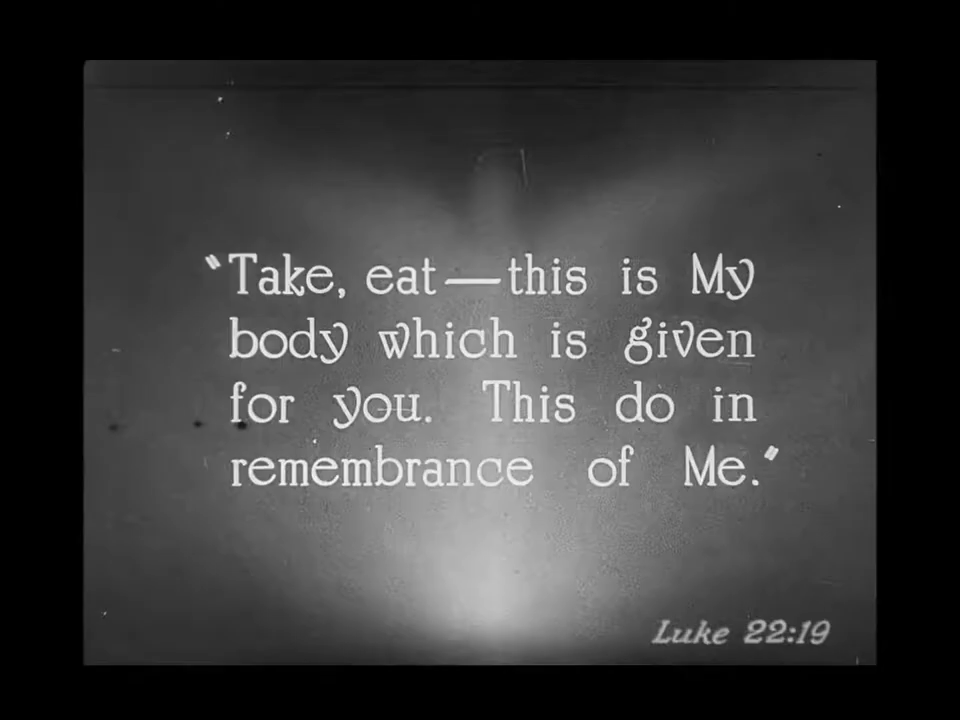 "Take, eat—this is My
body which is given
for you. This do in
remembrance of Me."
Luke 22:19